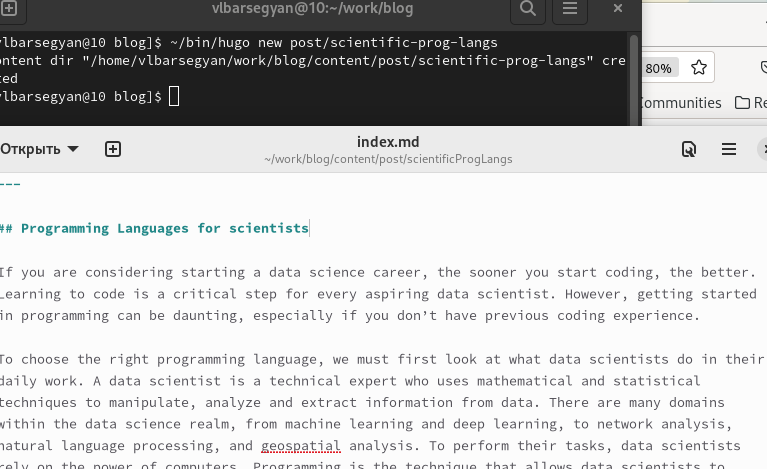 vlbarsegyan@10:~/work/blog
vlbarsegyan@10 blog]$ ~/bin/hugo new post/scientific-prog-langs
ontent dir "/home/vlbarsegyan/work/blog/content/post/scientific-prog-langs" cre
ted
vlbarsegyan@10 blog]$
80%
Communities
Re
Открыть
index.md
~/work/blog/content/post/scientificProgLangs
---
## Programming Languages for scientists
If you are considering starting a data science career, the sooner you start coding, the better.
Learning to code is a critical step for every aspiring data scientist. However, getting started
in programming can be daunting, especially if you don’t have previous coding experience.
To choose the right programming language, we must first look at what data scientists do in their
daily work. A data scientist is a technical expert who uses mathematical and statistical
techniques to manipulate, analyze and extract information from data. There are many domains
within the data science realm, from machine learning and deep learning, to network analysis,
natural language processing, and geospatial analysis. To perform their tasks, data scientists
rely on the power of computers. Programming is the technique that allows data scientists to